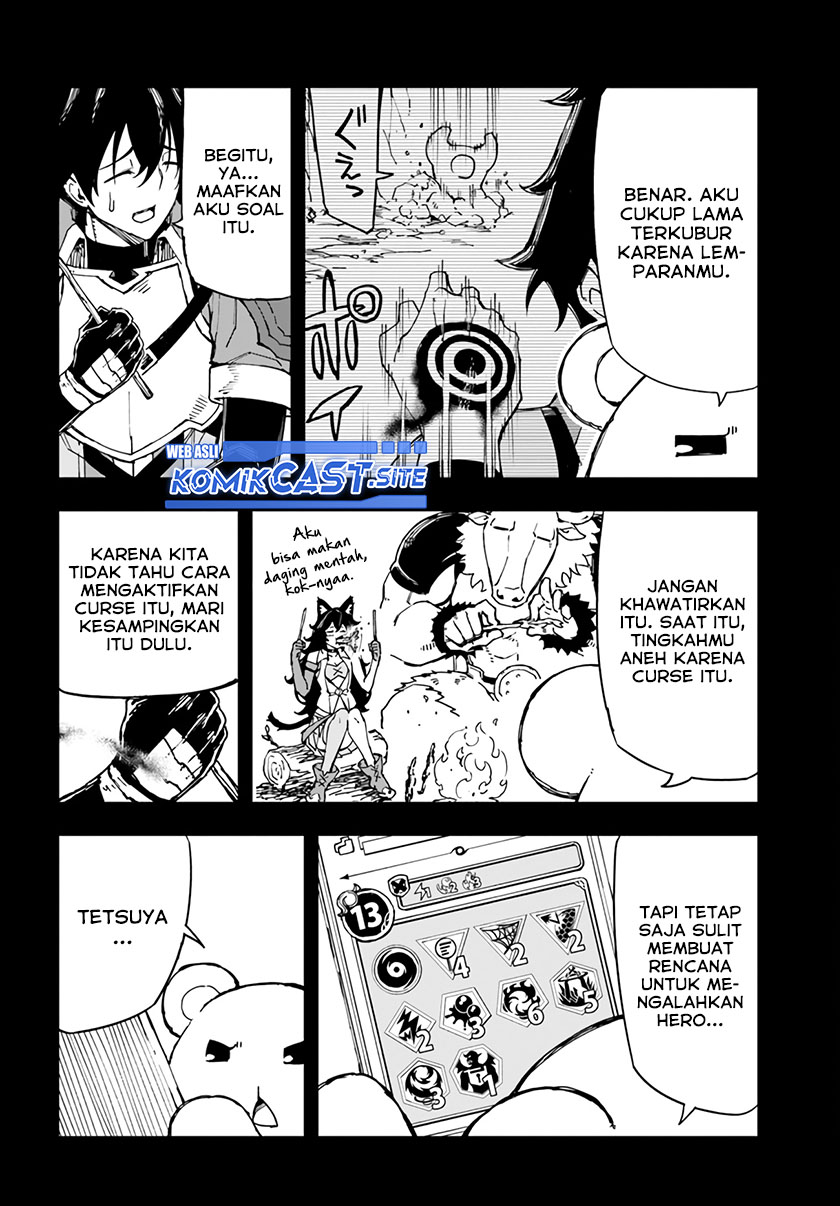 BENAR. AKU
CUKUP LAMA
TERKUBUR
KARENA LEM-
PARANMU.
ぐえっ
ポイ
BEGITU,
YA...
MAAFKAN
AKU SOAL
ITU.
WEB ASLI
KOMIKCAST.SITE
JANGAN
KHAWATIRKAN
ITU. SAAT ITU,
TINGKAHMU
ANEH KARENA
CURSE ITU.
Aku
bisa makan
daging mentah,
kok-nyaa.
KARENA KITA
TIDAK TAHU CARA
MENGAKTIFKAN
CURSE ITU, MARI
KESAMPINGKAN
ITU DULU.
TAPI TETAP
SAJA SULIT
MEMBUAT
RENCANA
UNTUK ME-
NGALAHKAN
HERO...
2 3
13
4 2 2
2 3 6 5
3 1
TETSUYA
...